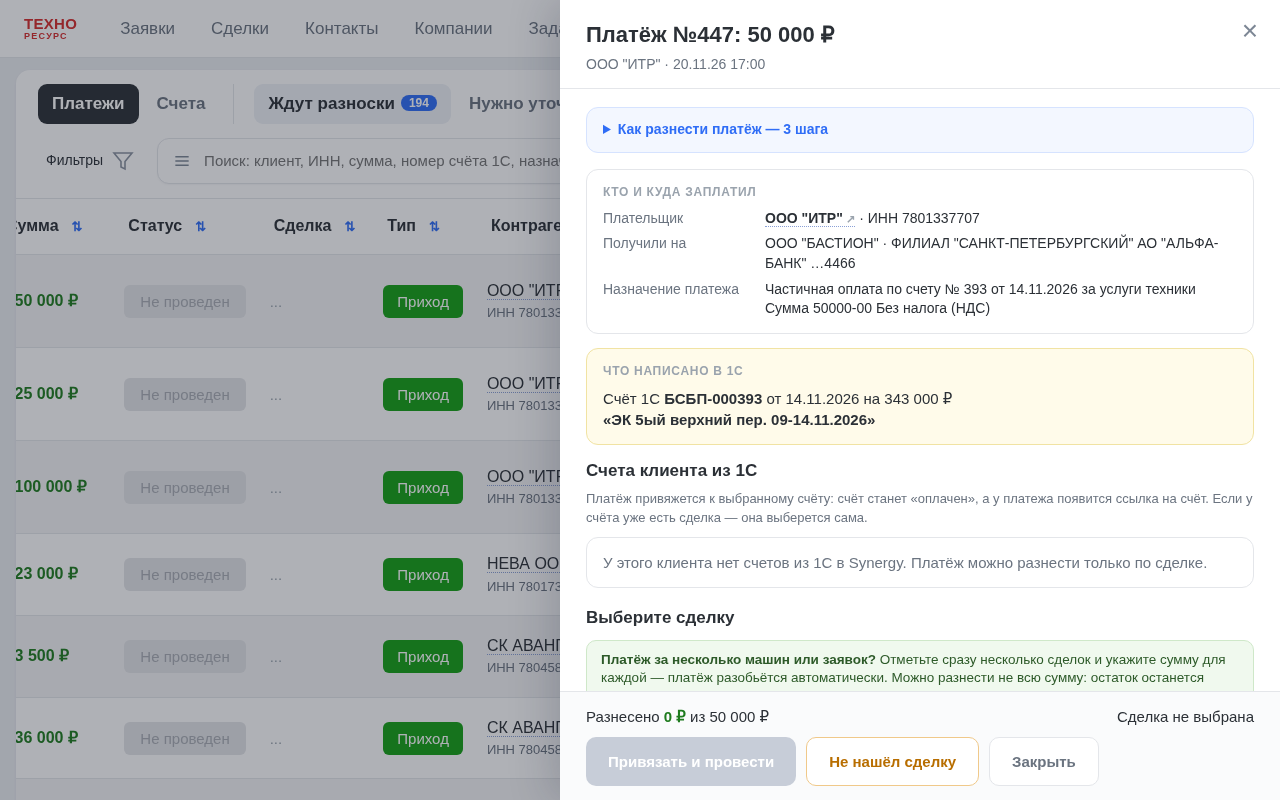 ТЕХНО
РЕСУРС
Заявки Сделки Контакты Компании
Платежи Счета Ждут разноски 194 Нужно
Фильтры Поиск: клиент, ИНН, сумма, номер счёта 1С,
Статус Сделка Тип
50 000 ₽ Не проведен ... Приход ООО "ИТР
ИНН 780133
25 000 ₽ Не проведен ... Приход ООО "ИТР
ИНН 780133
100 000 ₽ Не проведен ... Приход ООО "ИТР
ИНН 780133
23 000 ₽ Не проведен ... Приход НЕВА ОО
ИНН 780173
3 500 ₽ Не проведен ... Приход СК АВАНГ
ИНН 780458
36 000 ₽ Не проведен ... Приход СК АВАНГ
ИНН 780458
Платёж №447: 50 000 ₽
ООО "ИТР" · 20.11.26 17:00
Как разнести платёж — 3 шага
КТО И КУДА ЗАПЛАТИЛ
Плательщик ООО "ИТР" ↗ · ИНН 7801337707
Получили на ООО "БАСТИОН" · ФИЛИАЛ "САНКТ-ПЕТЕРБУРГСКИЙ" АО "АЛЬФА-
БАНК" …4466
Назначение платежа Частичная оплата по счету № 393 от 14.11.2026 за услуги техники
Сумма 50000-00 Без налога (НДС)
ЧТО НАПИСАНО В 1С
Счёт 1С БСБП-000393 от 14.11.2026 на 343 000 ₽
«ЭК 5ый верхний пер. 09-14.11.2026»
Счета клиента из 1С
Платёж привяжется к выбранному счёту: счёт станет «оплачен», а у платежа появится ссылка на счёт. Если у
счёта уже есть сделка — она выберется сама.
У этого клиента нет счетов из 1С в Synergy. Платёж можно разнести только по сделке.
Выберите сделку
Платёж за несколько машин или заявок? Отметьте сразу несколько сделок и укажите сумму для
каждой — платёж разобьётся автоматически. Можно разнести не всю сумму: остаток останется
Разнесено 0 ₽ из 50 000 ₽ Сделка не выбрана
Привязать и провести Не нашёл сделку Закрыть